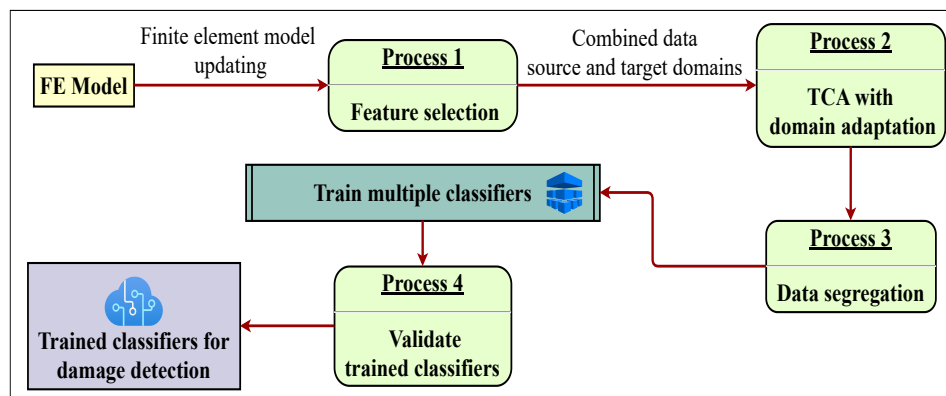 Finite element model
updating
FE Model
Process 1
Feature selection
Combined data
source and target domains
Process 2
TCA with
domain adaptation
Process 3
Data segregation
Train multiple classifiers
Process 4
Validate
trained classifiers
Trained classifiers for
damage detection